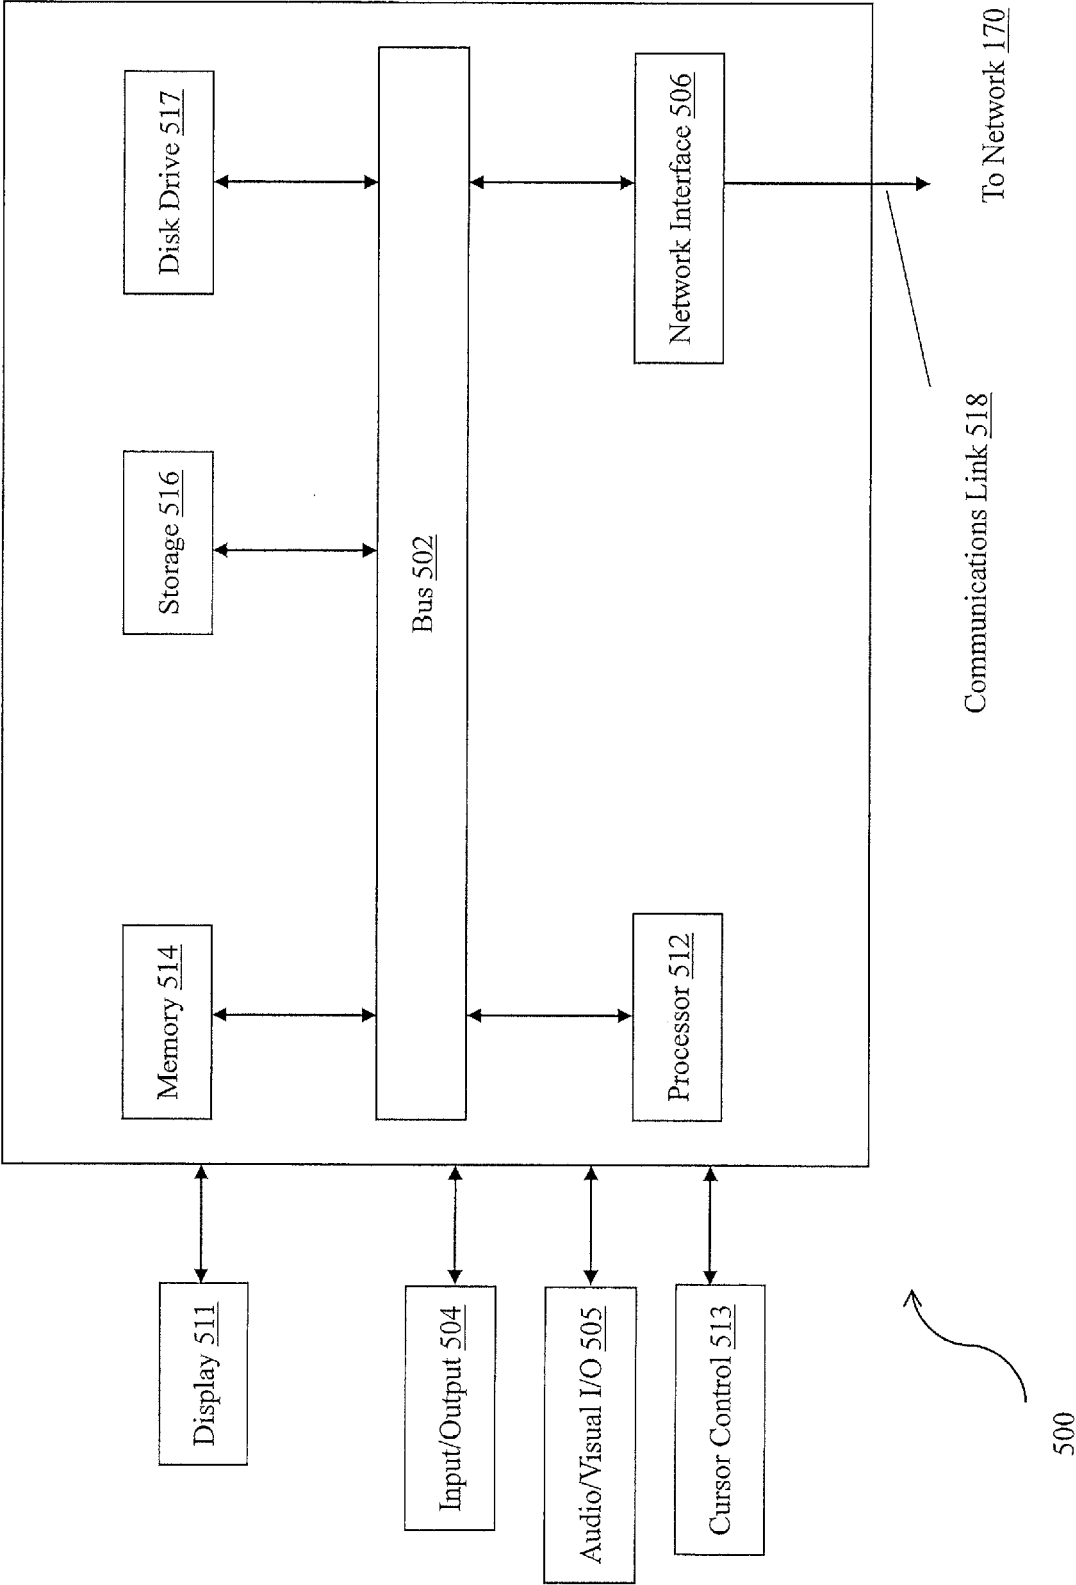 Memory 514
Storage 516
Disk Drive 517
Display 511
Bus 502
Input/Output 504
Audio/Visual I/O 505
Processor 512
Network Interface 506
Cursor Control 513
Communications Link 518
To Network 170
500